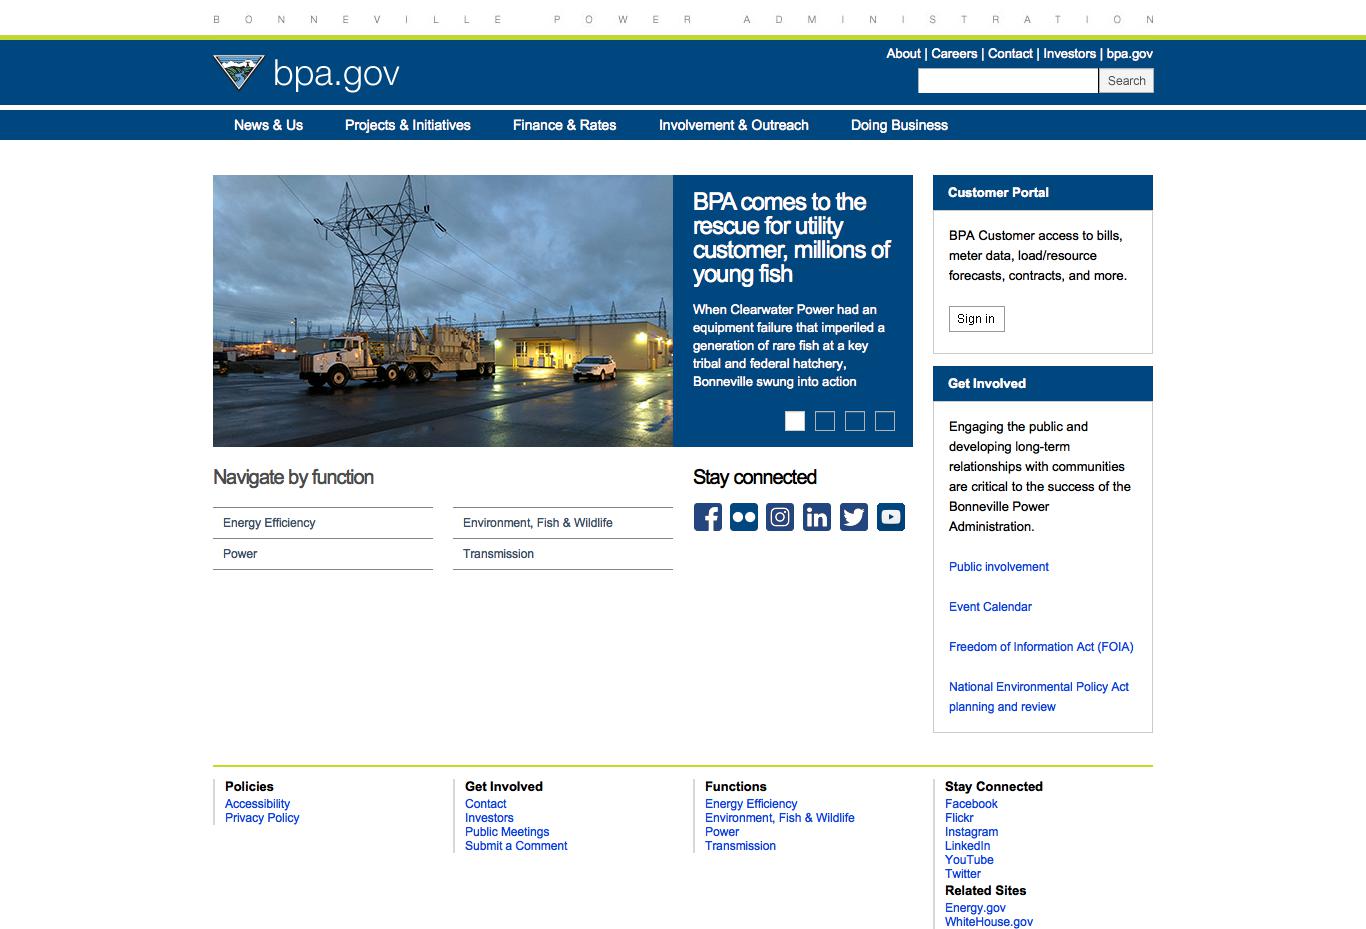 BONNEVILLE POWER ADMINISTRATION
About | Careers | Contact | Investors | bpa.gov
bpa.gov
Search
News & Us
Projects & Initiatives
Finance & Rates
Involvement & Outreach
Doing Business
BPA comes to the
rescue for utility
customer, millions of
young fish
When Clearwater Power had an
equipment failure that imperiled a
generation of rare fish at a key
tribal and federal hatchery,
Bonneville swung into action
Customer Portal
BPA Customer access to bills,
meter data, load/resource
forecasts, contracts, and more.
Sign in
Get Involved
Engaging the public and
developing long-term
relationships with communities
are critical to the success of the
Bonneville Power
Administration.
Public involvement
Event Calendar
Freedom of Information Act (FOIA)
National Environmental Policy Act
planning and review
Navigate by function
Energy Efficiency
Environment, Fish & Wildlife
Power
Transmission
Stay connected
Policies
Accessibility
Privacy Policy
Get Involved
Contact
Investors
Public Meetings
Submit a Comment
Functions
Energy Efficiency
Environment, Fish & Wildlife
Power
Transmission
Stay Connected
Facebook
Flickr
Instagram
LinkedIn
YouTube
Twitter
Related Sites
Energy.gov
WhiteHouse.gov